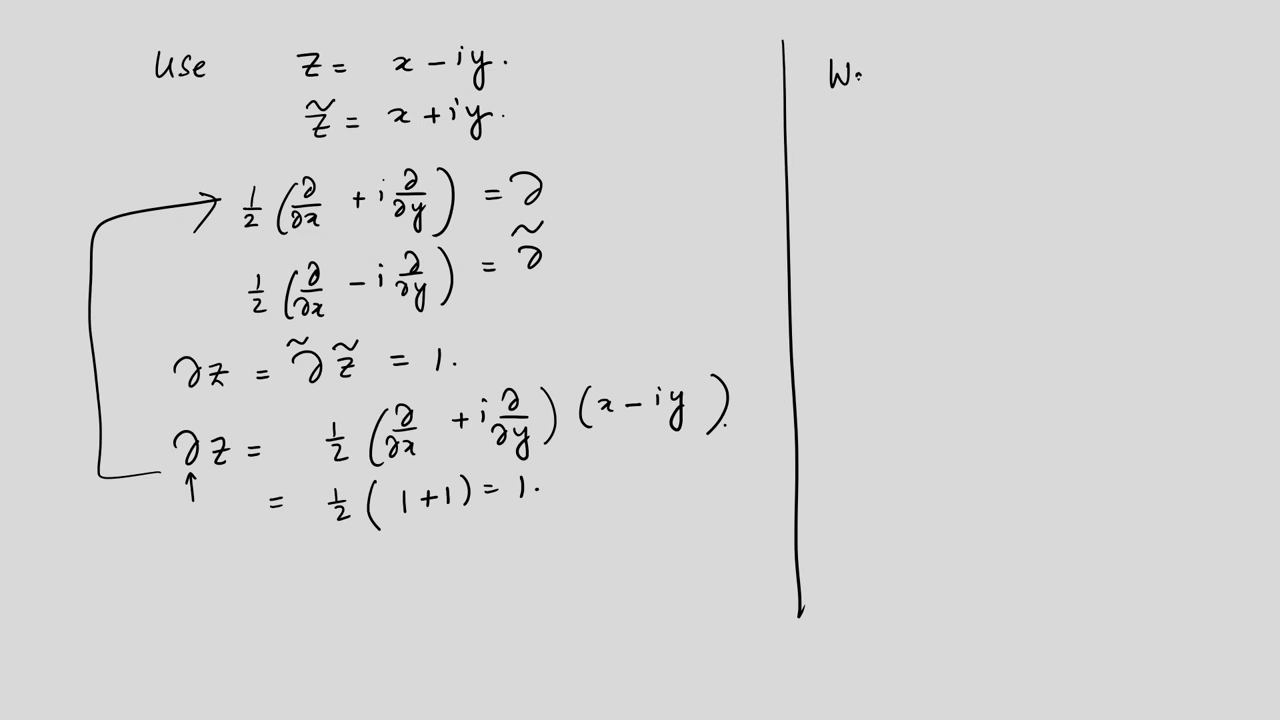 Use z = x - iy.
z̃ = x + iy.
1/2 (∂/∂x + i ∂/∂y) = ∂
1/2 (∂/∂x - i ∂/∂y) = ∂̃
∂z = ∂̃ z̃ = 1.
∂z = 1/2 (∂/∂x + i ∂/∂y) (x - iy).
= 1/2 (1 + 1) = 1.